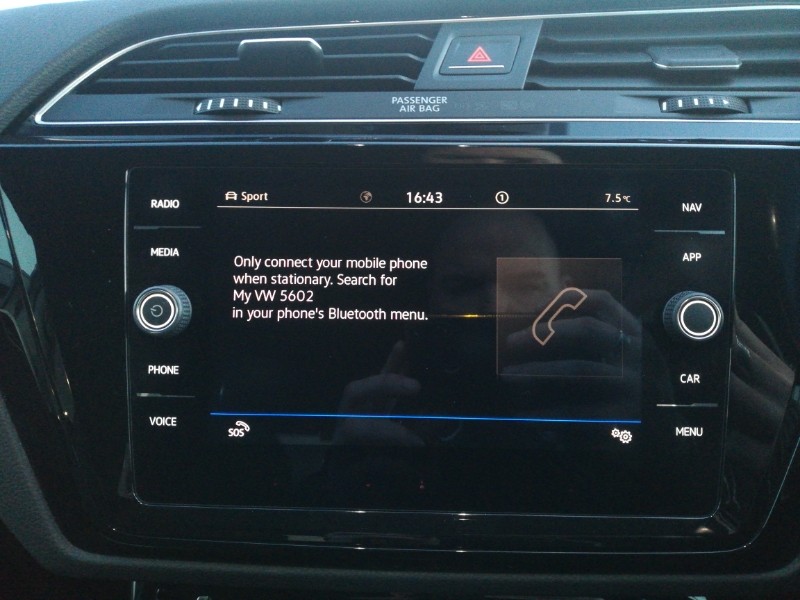 PASSENGER
AIR BAG
Sport
16:43
1
7.5°C
RADIO
MEDIA
PHONE
VOICE
Only connect your mobile phone
when stationary. Search for
My VW 5602
in your phone's Bluetooth menu.
SOS
NAV
APP
CAR
MENU